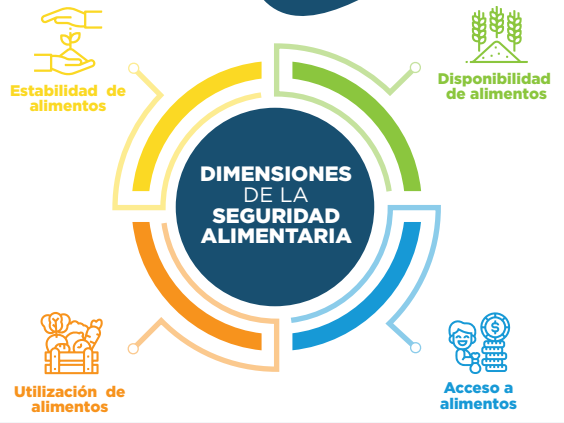 Estabilidad de
alimentos
Disponibilidad
de alimentos
DIMENSIONES
DE LA
SEGURIDAD
ALIMENTARIA
Utilización de
alimentos
Acceso a
alimentos
$